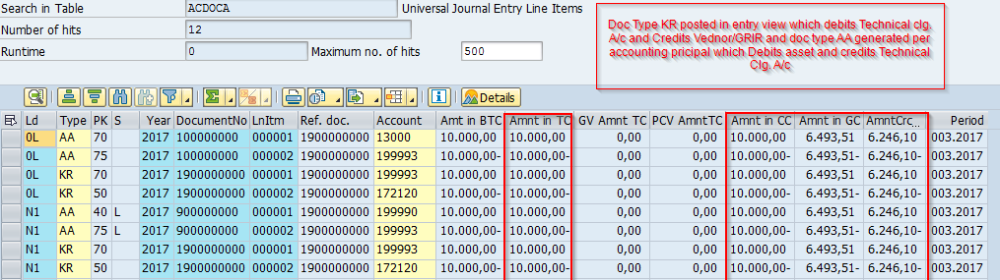 Search in Table ACDOCA Universal Journal Entry Line Items
Number of hits 12
Runtime 0 Maximum no. of hits 500
Doc Type KR posted in entry view which debits Technical clg.
A/c and Credits Vednor/GRIR and doc type AA generated per
accounting pricipal which Debits asset and credits Technical
Clg. A/c
Details
Ld Type PK S Year DocumentNo LnItm Ref. doc. Account Amt in BTC Amnt in TC GV Amnt TC PCV AmntTC Amnt in CC Amnt in GC AmntCrc... Period
0L AA 70 2017 100000000 000001 1900000000 13000 10.000,00 10.000,00 0,00 0,00 10.000,00 6.493,51 6.246,10 003.2017
0L AA 75 2017 100000000 000002 1900000000 199993 10.000,00- 10.000,00- 0,00 0,00 10.000,00- 6.493,51- 6.246,10- 003.2017
0L KR 70 2017 1900000000 000001 1900000000 199993 10.000,00 10.000,00 0,00 0,00 10.000,00 6.493,51 6.246,10 003.2017
0L KR 50 2017 1900000000 000002 1900000000 172120 10.000,00- 10.000,00- 0,00 0,00 10.000,00- 6.493,51- 6.246,10- 003.2017
N1 AA 40 L 2017 900000000 000001 1900000000 199990 10.000,00 10.000,00 0,00 0,00 10.000,00 6.493,51 6.246,10 003.2017
N1 AA 75 L 2017 900000000 000002 1900000000 199993 10.000,00- 10.000,00- 0,00 0,00 10.000,00- 6.493,51- 6.246,10- 003.2017
N1 KR 70 2017 1900000000 000001 1900000000 199993 10.000,00 10.000,00 0,00 0,00 10.000,00 6.493,51 6.246,10 003.2017
N1 KR 50 2017 1900000000 000002 1900000000 172120 10.000,00- 10.000,00- 0,00 0,00 10.000,00- 6.493,51- 6.246,10- 003.2017